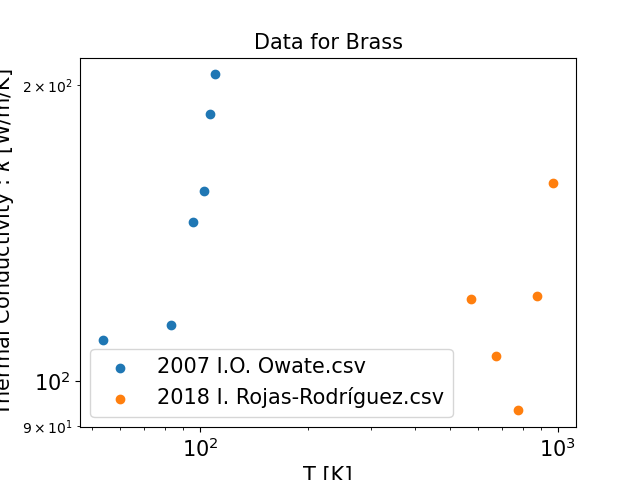 Data for Brass
Thermal Conductivity : k [W/m/K]
2 × 10²
10²
9 × 10¹
2007 I.O. Owate.csv
2018 I. Rojas-Rodríguez.csv
10² 10³
T [K]